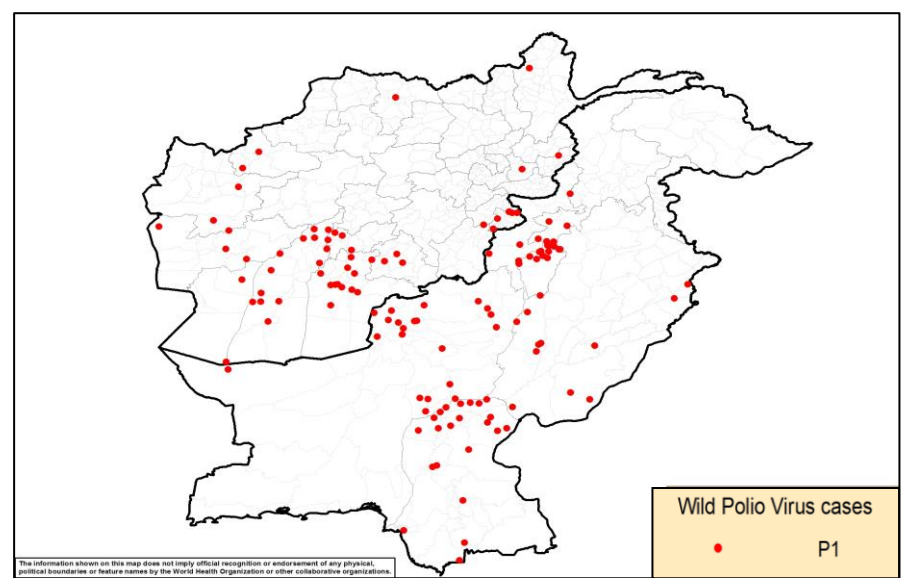 Wild Polio Virus cases
P1
The information shown on this map does not imply official recognition or endorsement of any physical,
political boundaries or feature names by the World Health Organization or other collaborative organizations.